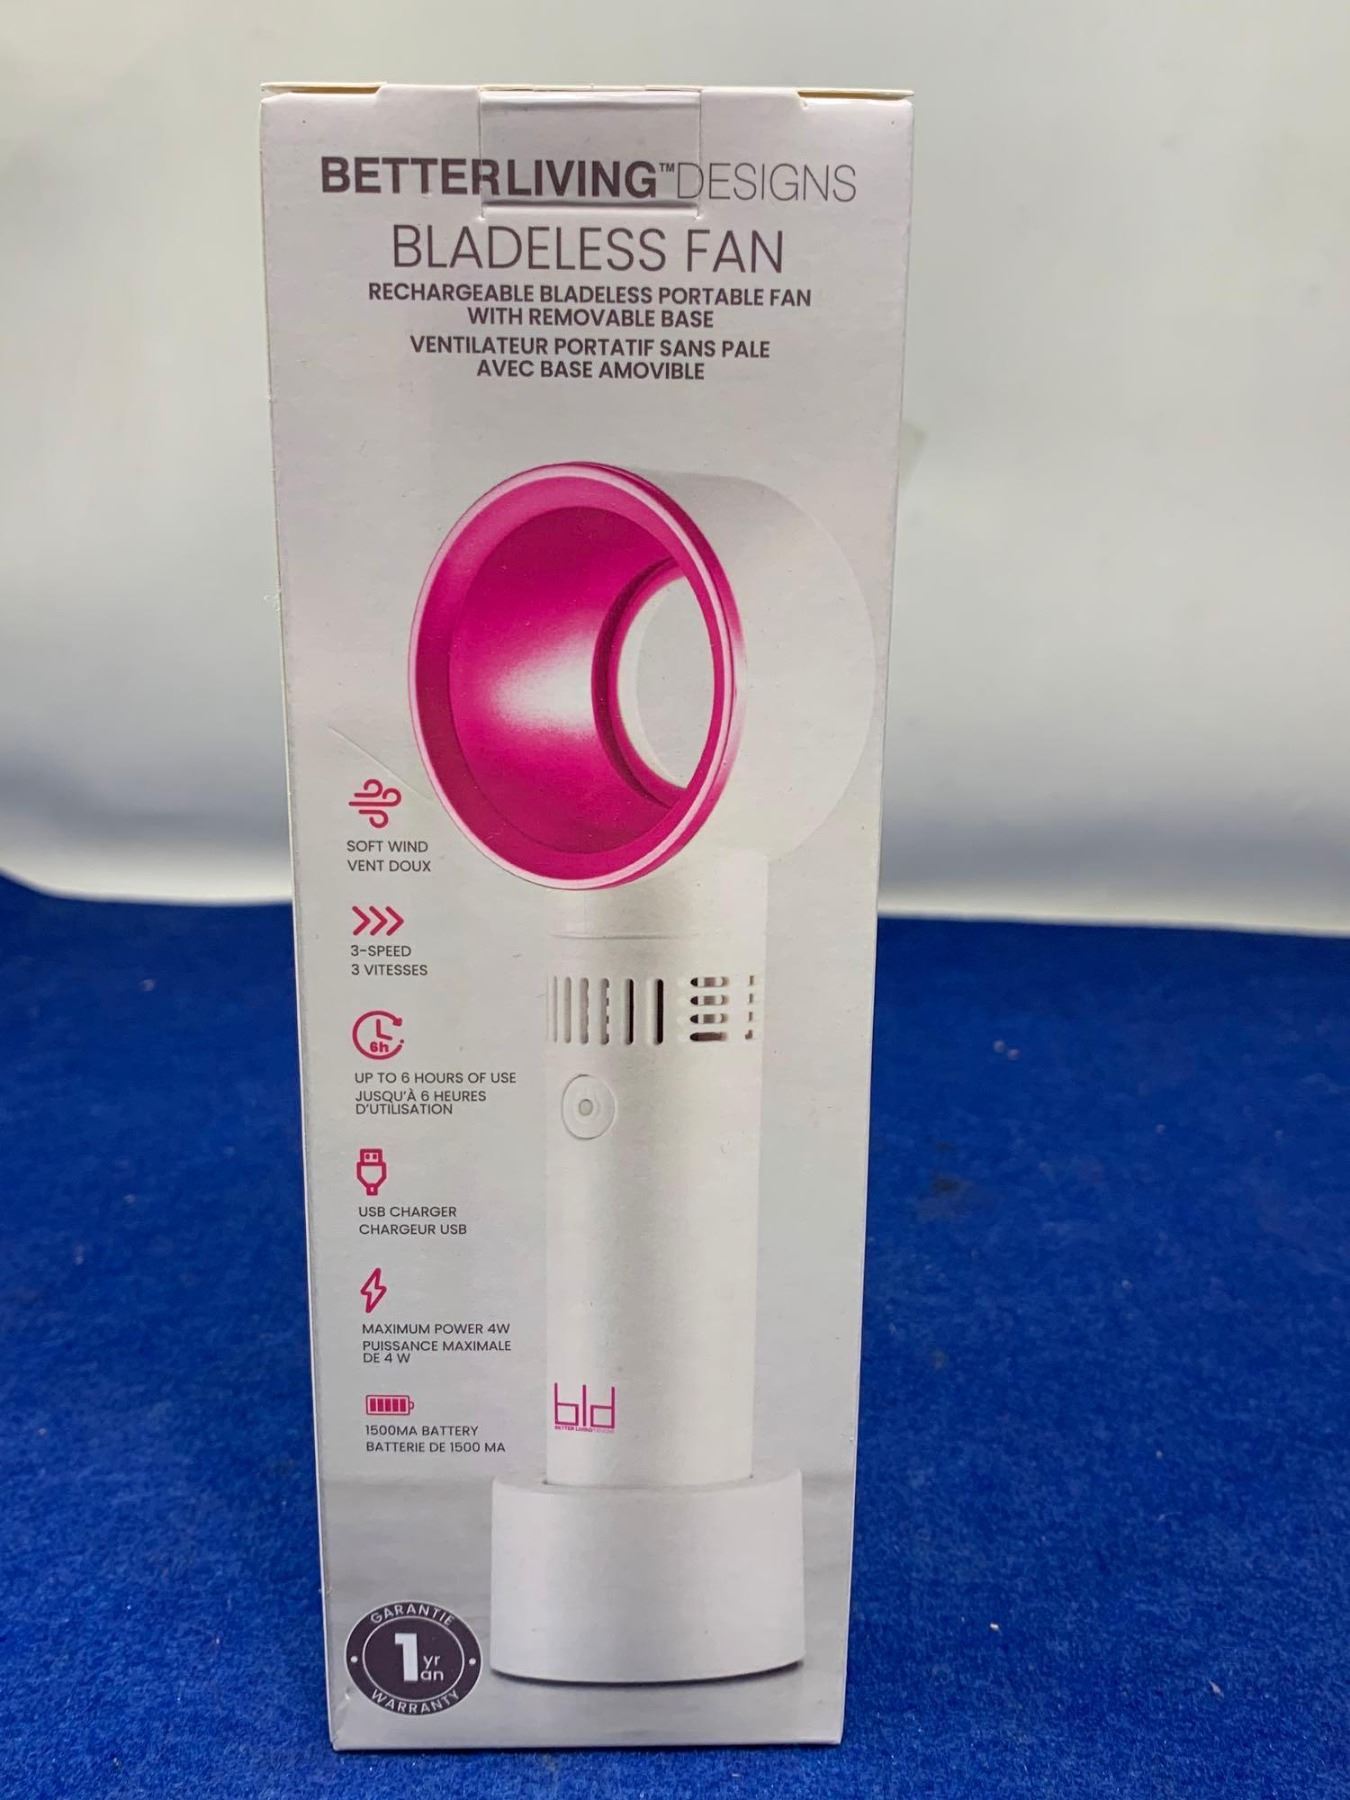 BETTERLIVING™DESIGNS
BLADELESS FAN
RECHARGEABLE BLADELESS PORTABLE FAN
WITH REMOVABLE BASE
VENTILATEUR PORTATIF SANS PALE
AVEC BASE AMOVIBLE
SOFT WIND
VENT DOUX
3-SPEED
3 VITESSES
6h
UP TO 6 HOURS OF USE
JUSQU'À 6 HEURES
D'UTILISATION
USB CHARGER
CHARGEUR USB
MAXIMUM POWER 4W
PUISSANCE MAXIMALE
DE 4 W
1500MA BATTERY
BATTERIE DE 1500 MA
bld
BETTER LIVING DESIGNS
GARANTIE
1 yr
an
WARRANTY